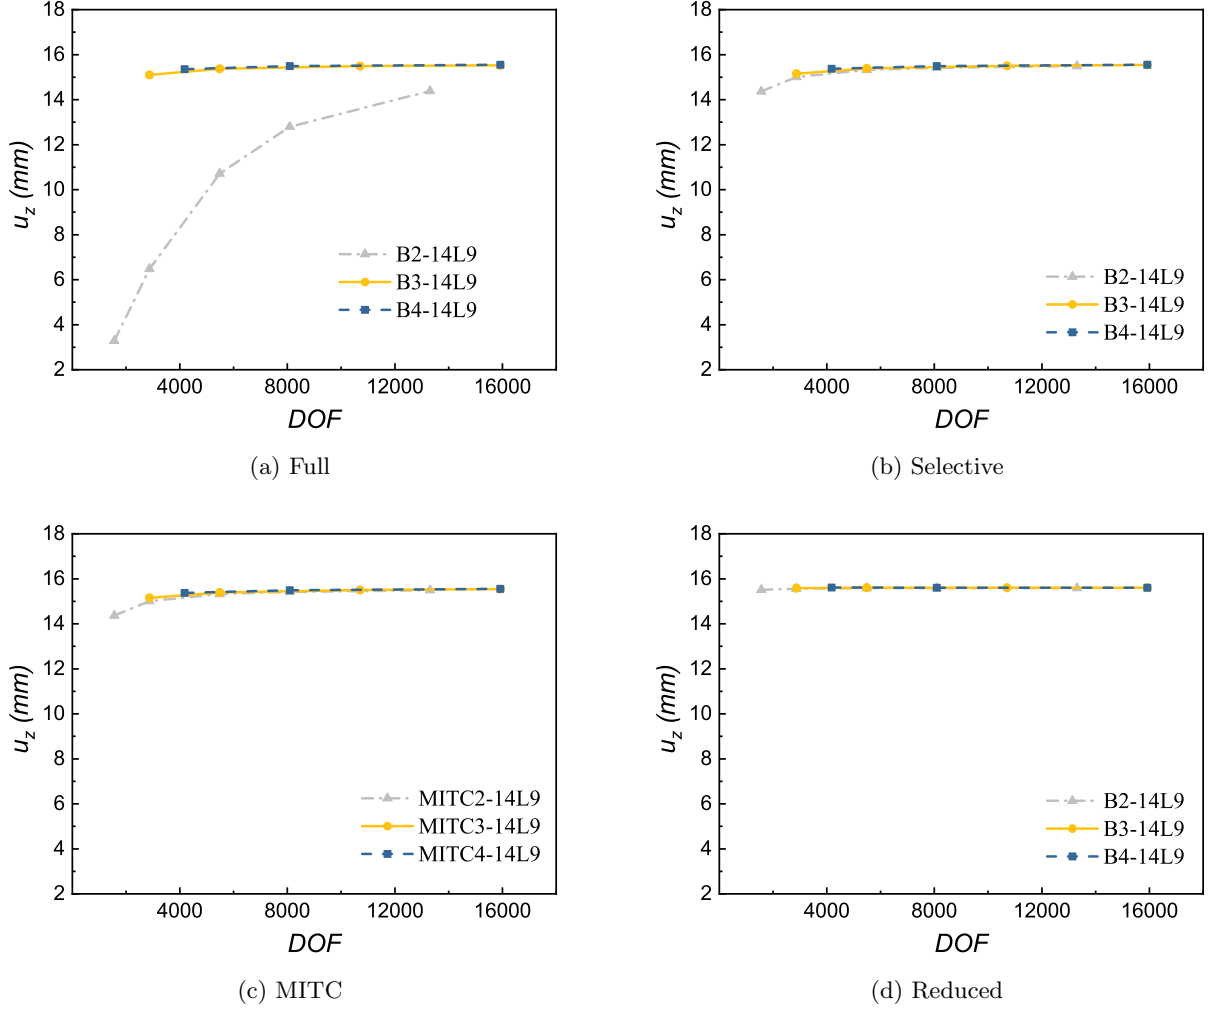 18
16
14
12
10
8
6
4
2
u_z (mm)
B2-14L9
B3-14L9
B4-14L9
4000 8000 12000 16000
DOF
(a) Full
18
16
14
12
10
8
6
4
2
u_z (mm)
B2-14L9
B3-14L9
B4-14L9
4000 8000 12000 16000
DOF
(b) Selective
18
16
14
12
10
8
6
4
2
u_z (mm)
MITC2-14L9
MITC3-14L9
MITC4-14L9
4000 8000 12000 16000
DOF
(c) MITC
18
16
14
12
10
8
6
4
2
u_z (mm)
B2-14L9
B3-14L9
B4-14L9
4000 8000 12000 16000
DOF
(d) Reduced